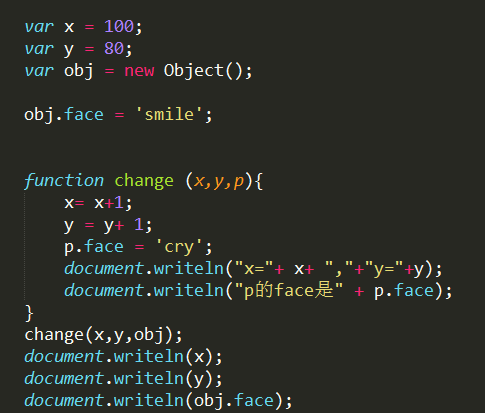 var x = 100;
var y = 80;
var obj = new Object();
obj.face = 'smile';
function change (x,y,p){
x= x+1;
y = y+ 1;
p.face = 'cry';
document.writeln("x="+ x+ ","+"y="+y);
document.writeln("p的face是" + p.face);
}
change(x,y,obj);
document.writeln(x);
document.writeln(y);
document.writeln(obj.face);